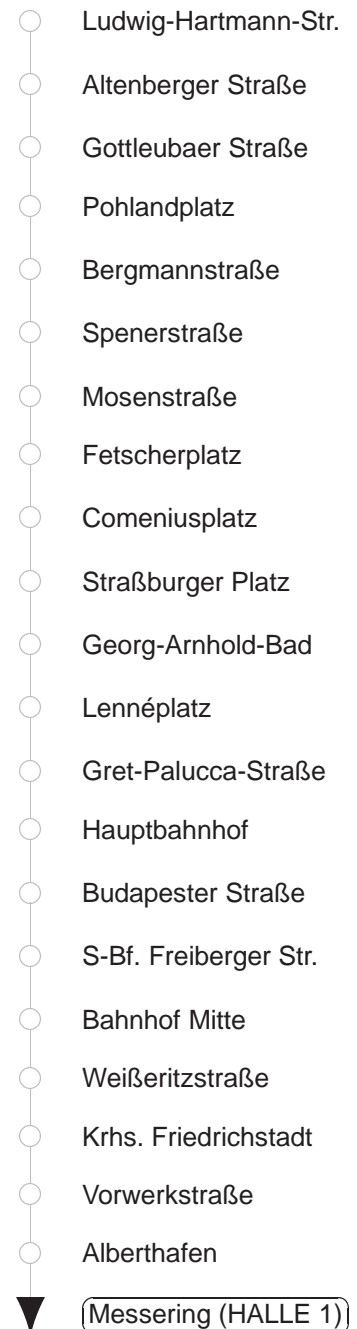 Ludwig-Hartmann-Str.
Altenberger Straße
Gottleubaer Straße
Pohlandplatz
Bergmannstraße
Spenerstraße
Mosenstraße
Fetscherplatz
Comeniusplatz
Straßburger Platz
Georg-Arnhold-Bad
Lennéplatz
Gret-Palucca-Straße
Hauptbahnhof
Budapester Straße
S-Bf. Freiberger Str.
Bahnhof Mitte
Weißeritzstraße
Krhs. Friedrichstadt
Vorwerkstraße
Alberthafen
Messering (HALLE 1)